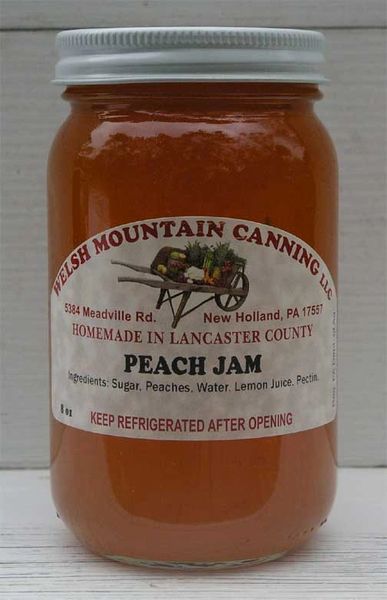 WELSH MOUNTAIN CANNING LLC
5384 Meadville Rd. New Holland, PA 17557
HOMEMADE IN LANCASTER COUNTY
PEACH JAM
Ingredients: Sugar, Peaches, Water, Lemon Juice, Pectin.
8 oz
KEEP REFRIGERATED AFTER OPENING